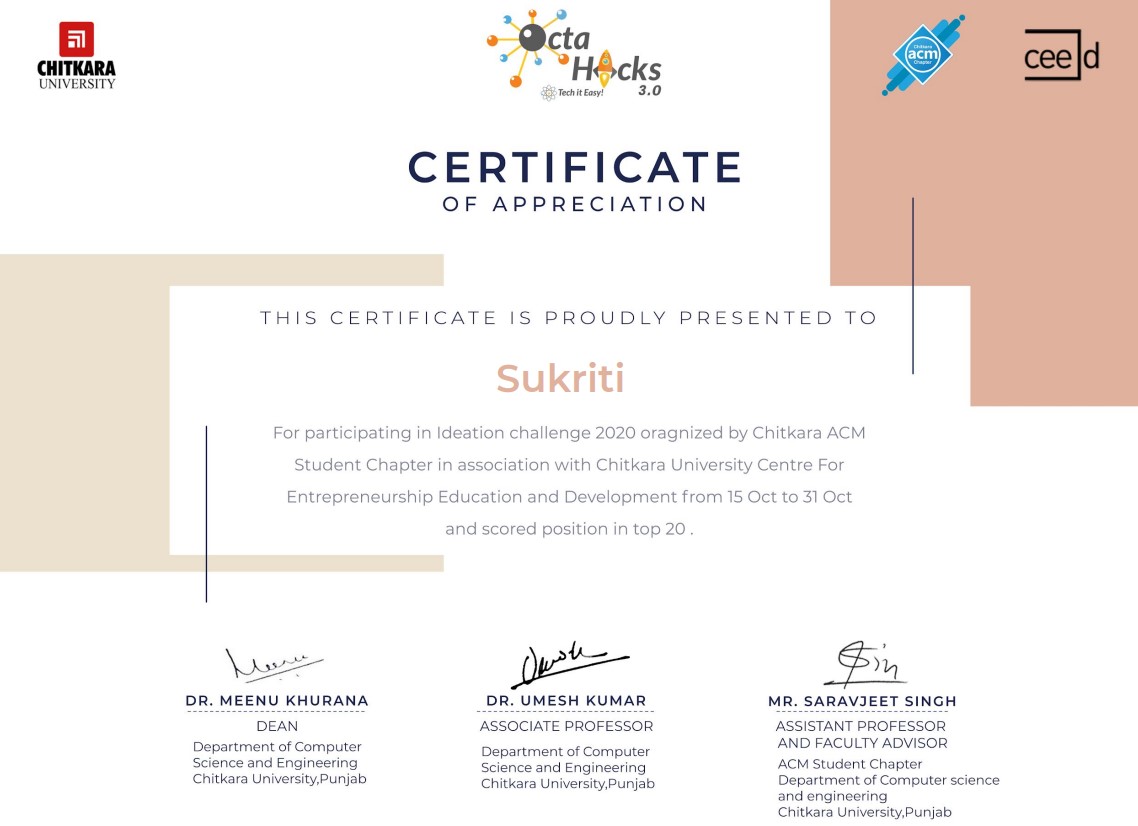 CHITKARA
UNIVERSITY
Octa
Hacks
3.0
Tech it Easy!
Chitkara
acm
Chapter
ceed
CERTIFICATE
OF APPRECIATION
THIS CERTIFICATE IS PROUDLY PRESENTED TO
Sukriti
For participating in Ideation challenge 2020 oragnized by Chitkara ACM
Student Chapter in association with Chitkara University Centre For
Entrepreneurship Education and Development from 15 Oct to 31 Oct
and scored position in top 20 .
Meenu
Umesh
DR. MEENU KHURANA
DEAN
Department of Computer
Science and Engineering
Chitkara University,Punjab
DR. UMESH KUMAR
ASSOCIATE PROFESSOR
Department of Computer
Science and Engineering
Chitkara University,Punjab
MR. SARAVJEET SINGH
ASSISTANT PROFESSOR
AND FACULTY ADVISOR
ACM Student Chapter
Department of Computer science
and engineering
Chitkara University,Punjab